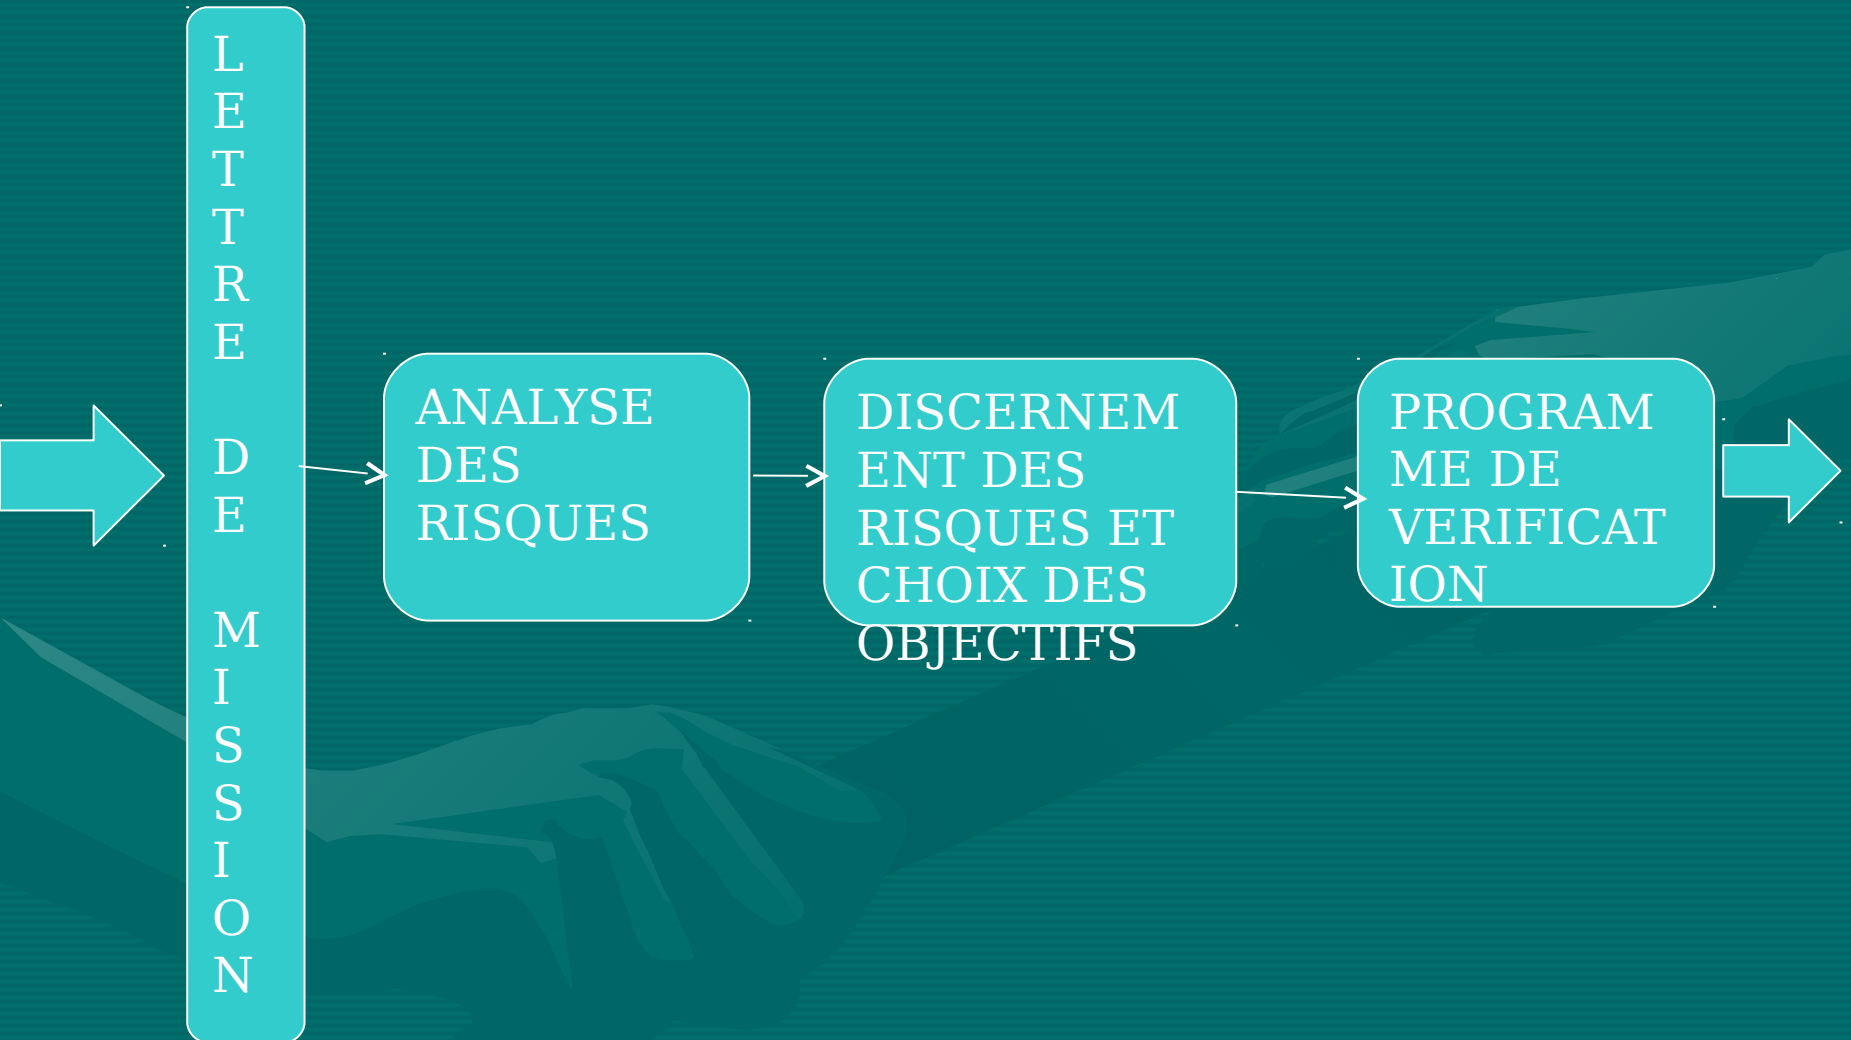 L
E
T
T
R
E
D
E
M
I
S
S
I
O
N
ANALYSE
DES
RISQUES
DISCERNEM
ENT DES
RISQUES ET
CHOIX DES
OBJECTIFS
PROGRAM
ME DE
VERIFICAT
ION